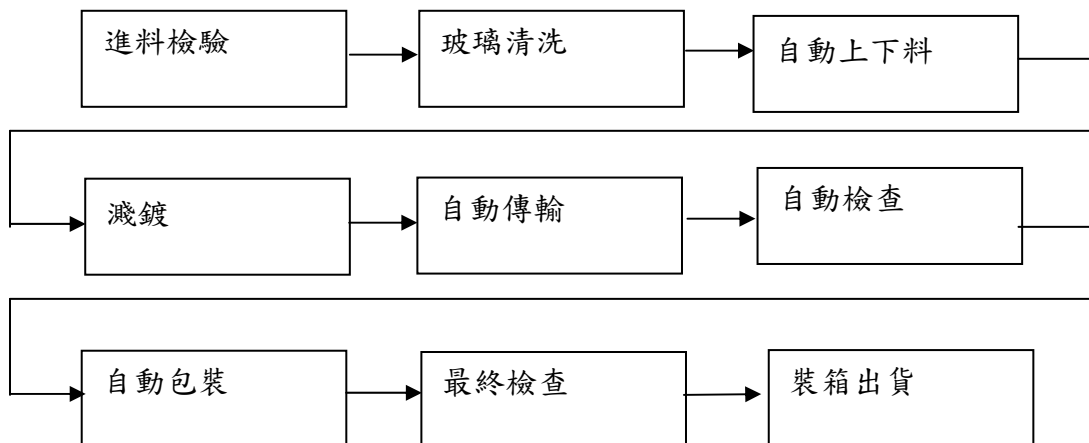 進料檢驗
玻璃清洗
自動上下料
濺鍍
自動傳輸
自動檢查
自動包裝
最終檢查
裝箱出貨